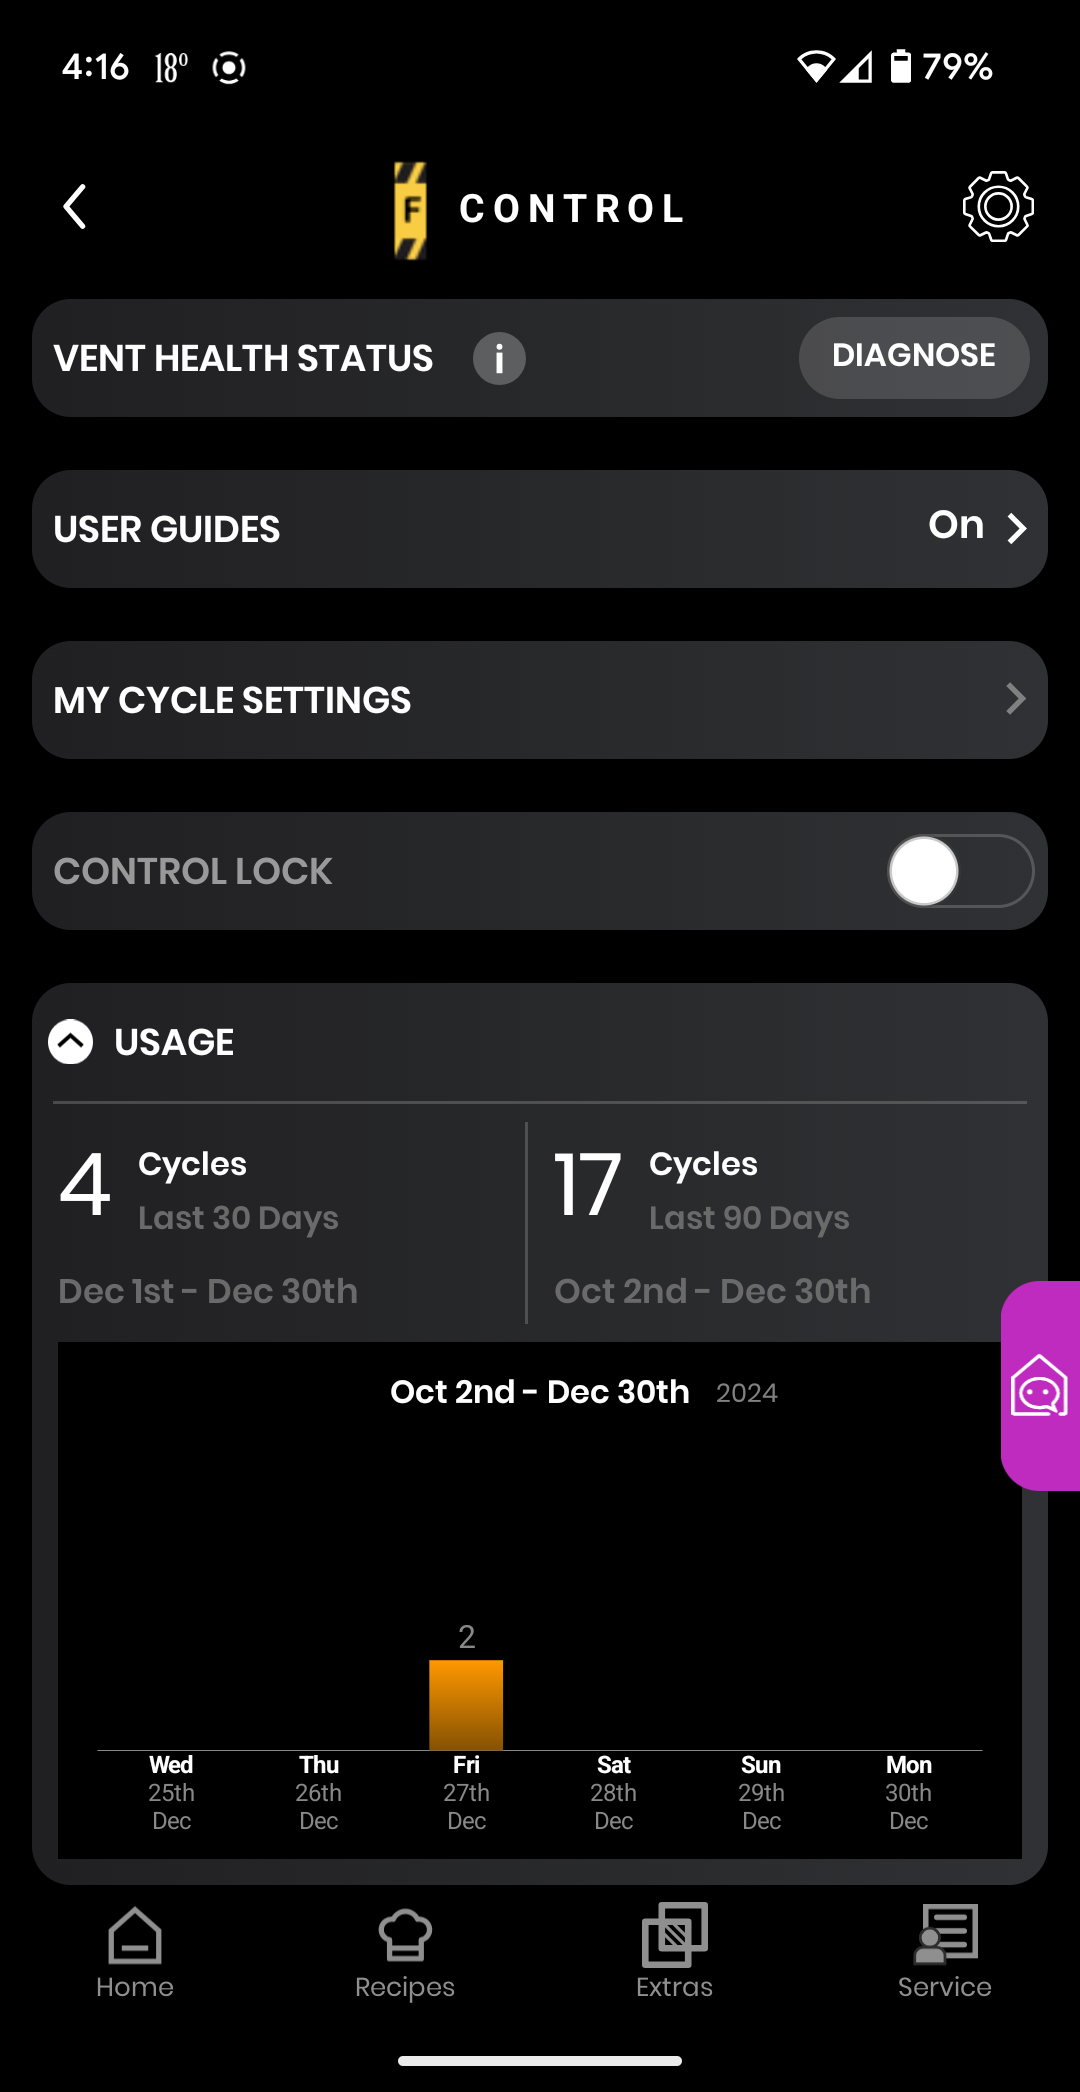 4:16 18° 79%
F CONTROL
VENT HEALTH STATUS i DIAGNOSE
USER GUIDES On
MY CYCLE SETTINGS
CONTROL LOCK
USAGE
4 Cycles
Last 30 Days
Dec 1st - Dec 30th
17 Cycles
Last 90 Days
Oct 2nd - Dec 30th
Oct 2nd - Dec 30th 2024
2
Wed Thu Fri Sat Sun Mon
25th 26th 27th 28th 29th 30th
Dec Dec Dec Dec Dec Dec
Home Recipes Extras Service